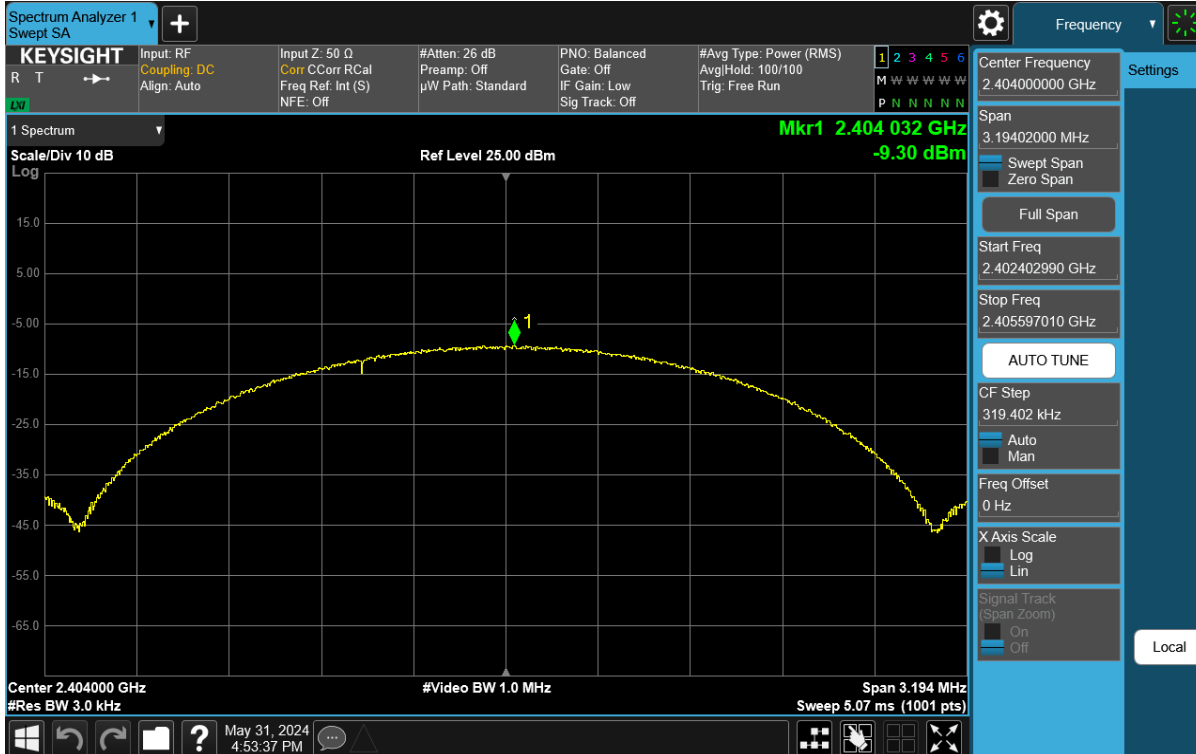 Spectrum Analyzer 1
Swept SA
Frequency
KEYSIGHT
R T
LXI
Input: RF
Coupling: DC
Align: Auto
Input Z: 50 Ω
Corr CCorr RCal
Freq Ref: Int (S)
NFE: Off
#Atten: 26 dB
Preamp: Off
µW Path: Standard
PNO: Balanced
Gate: Off
IF Gain: Low
Sig Track: Off
#Avg Type: Power (RMS)
Avg|Hold: 100/100
Trig: Free Run
1 2 3 4 5 6
M W W W W W
P N N N N N
1 Spectrum
Scale/Div 10 dB
Log
Ref Level 25.00 dBm
Mkr1 2.404 032 GHz
-9.30 dBm
15.0
5.00
-5.00
-15.0
-25.0
-35.0
-45.0
-55.0
-65.0
1
Center 2.404000 GHz
#Res BW 3.0 kHz
#Video BW 1.0 MHz
Span 3.194 MHz
Sweep 5.07 ms (1001 pts)
Center Frequency
2.404000000 GHz
Span
3.19402000 MHz
Swept Span
Zero Span
Full Span
Start Freq
2.402402990 GHz
Stop Freq
2.405597010 GHz
AUTO TUNE
CF Step
319.402 kHz
Auto
Man
Freq Offset
0 Hz
X Axis Scale
Log
Lin
Signal Track
(Span Zoom)
On
Off
Settings
Local
?
May 31, 2024
4:53:37 PM